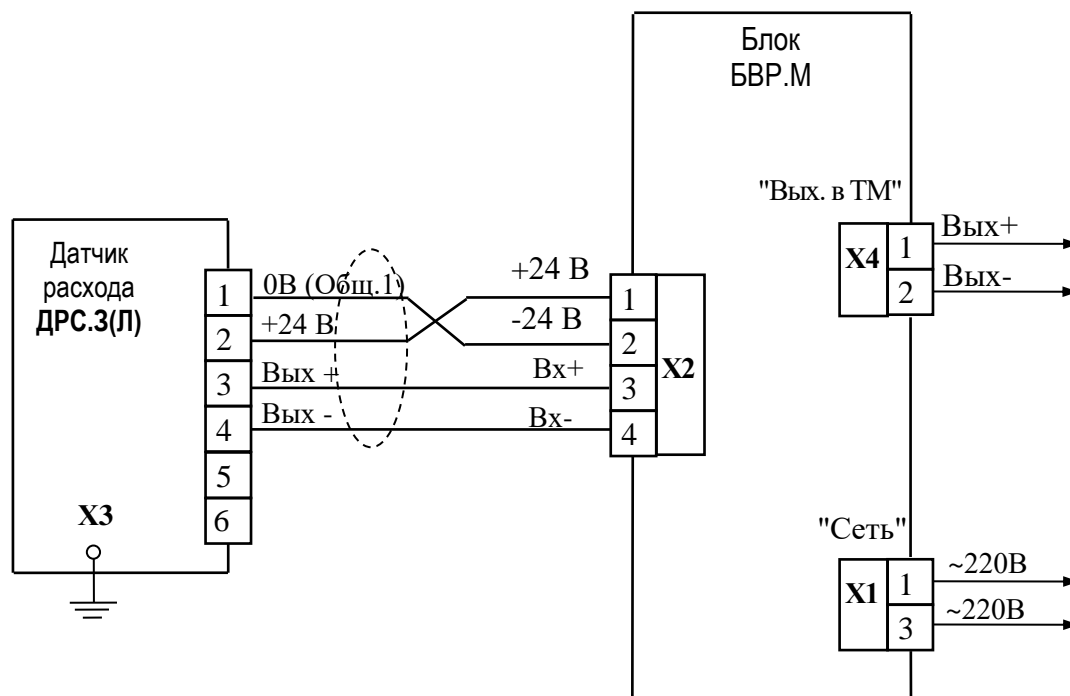 Блок
БВР.М
"Вых. в ТМ"
X4
1
Вых+
2
Вых-
Датчик
расхода
ДРС.3(Л)
1
0В (Общ.1)
+24 В
1
2
+24 В
-24 В
2
X2
3
Вых +
Вх+
3
4
Вых -
Вх-
4
5
6
X3
"Сеть"
X1
1
~220В
3
~220В